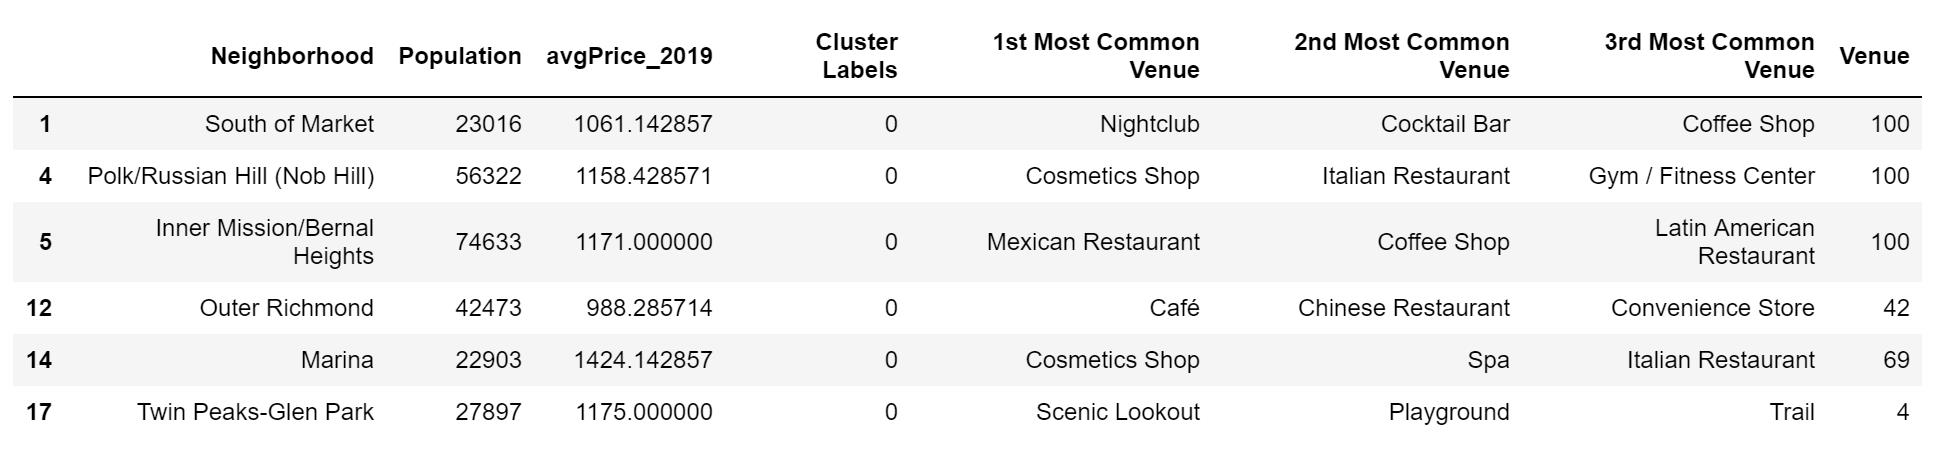 Neighborhood Population avgPrice_2019 Cluster Labels 1st Most Common Venue 2nd Most Common Venue 3rd Most Common Venue Venue
1 South of Market 23016 1061.142857 0 Nightclub Cocktail Bar Coffee Shop 100
4 Polk/Russian Hill (Nob Hill) 56322 1158.428571 0 Cosmetics Shop Italian Restaurant Gym / Fitness Center 100
5 Inner Mission/Bernal Heights 74633 1171.000000 0 Mexican Restaurant Coffee Shop Latin American Restaurant 100
12 Outer Richmond 42473 988.285714 0 Café Chinese Restaurant Convenience Store 42
14 Marina 22903 1424.142857 0 Cosmetics Shop Spa Italian Restaurant 69
17 Twin Peaks-Glen Park 27897 1175.000000 0 Scenic Lookout Playground Trail 4